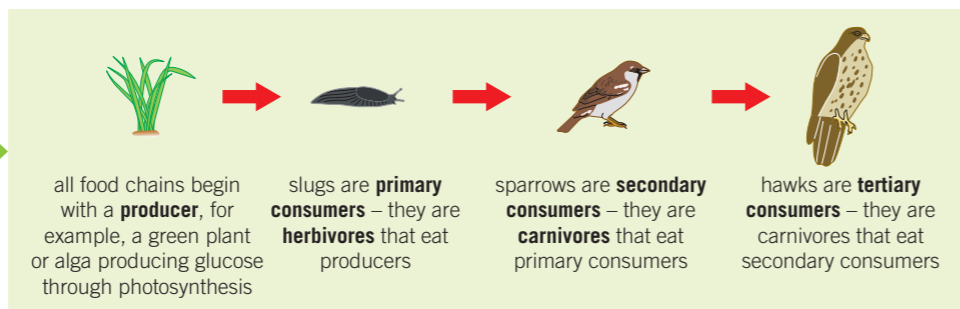 all food chains begin
with a producer, for
example, a green plant
or alga producing glucose
through photosynthesis
slugs are primary
consumers – they are
herbivores that eat
producers
sparrows are secondary
consumers – they are
carnivores that eat
primary consumers
hawks are tertiary
consumers – they are
carnivores that eat
secondary consumers